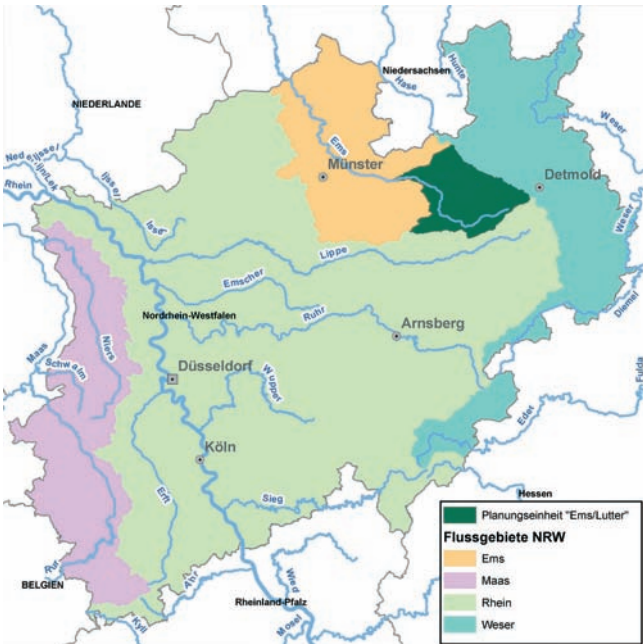 Niedersachsen
Hase
Hunte
NIEDERLANDE
Weser
Ems
Münster
Detmold
Rhein
Ijssel
Issel
Weser
Lippe
Diemel
Emscher
Nordrhein-Westfalen
Ruhr
Arnsberg
Maas
Niers
Schwalm
Düsseldorf
Wupper
Fulda
Eder
Köln
Erft
Sieg
Hessen
Rur
BELGIEN
Ahr
Wied
Rheinland-Pfalz
Kyll
Mosel
Planungseinheit "Ems/Lutter"
Flussgebiete NRW
Ems
Maas
Rhein
Weser